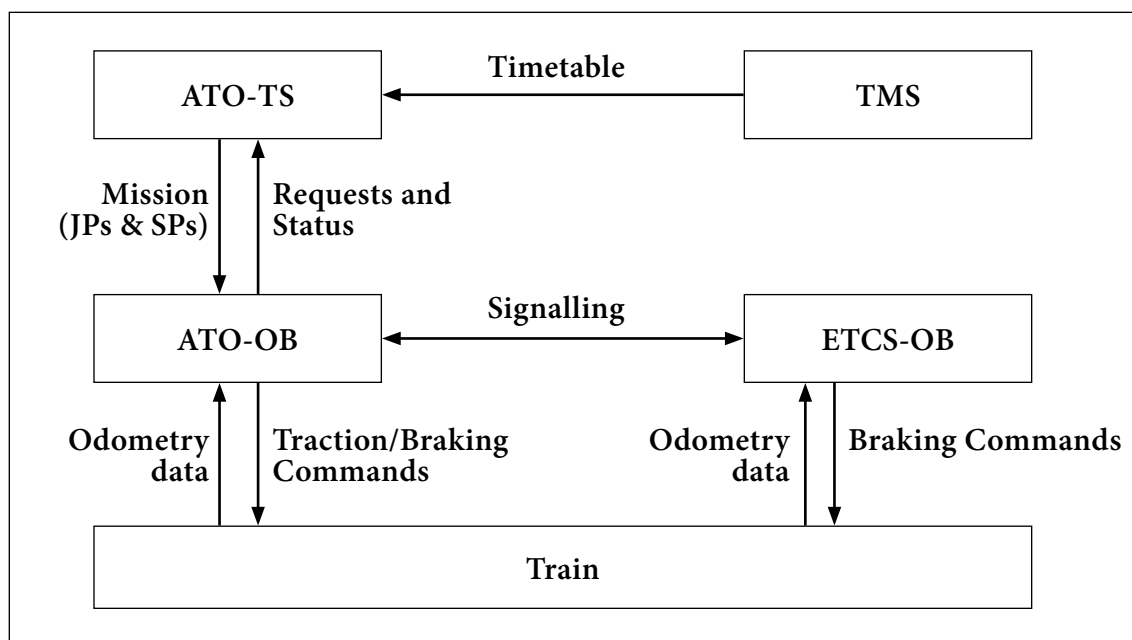 Timetable
ATO-TS
TMS
Mission
(JPs & SPs)
Requests and
Status
Signalling
ATO-OB
ETCS-OB
Odometry
data
Traction/Braking
Commands
Odometry
data
Braking Commands
Train